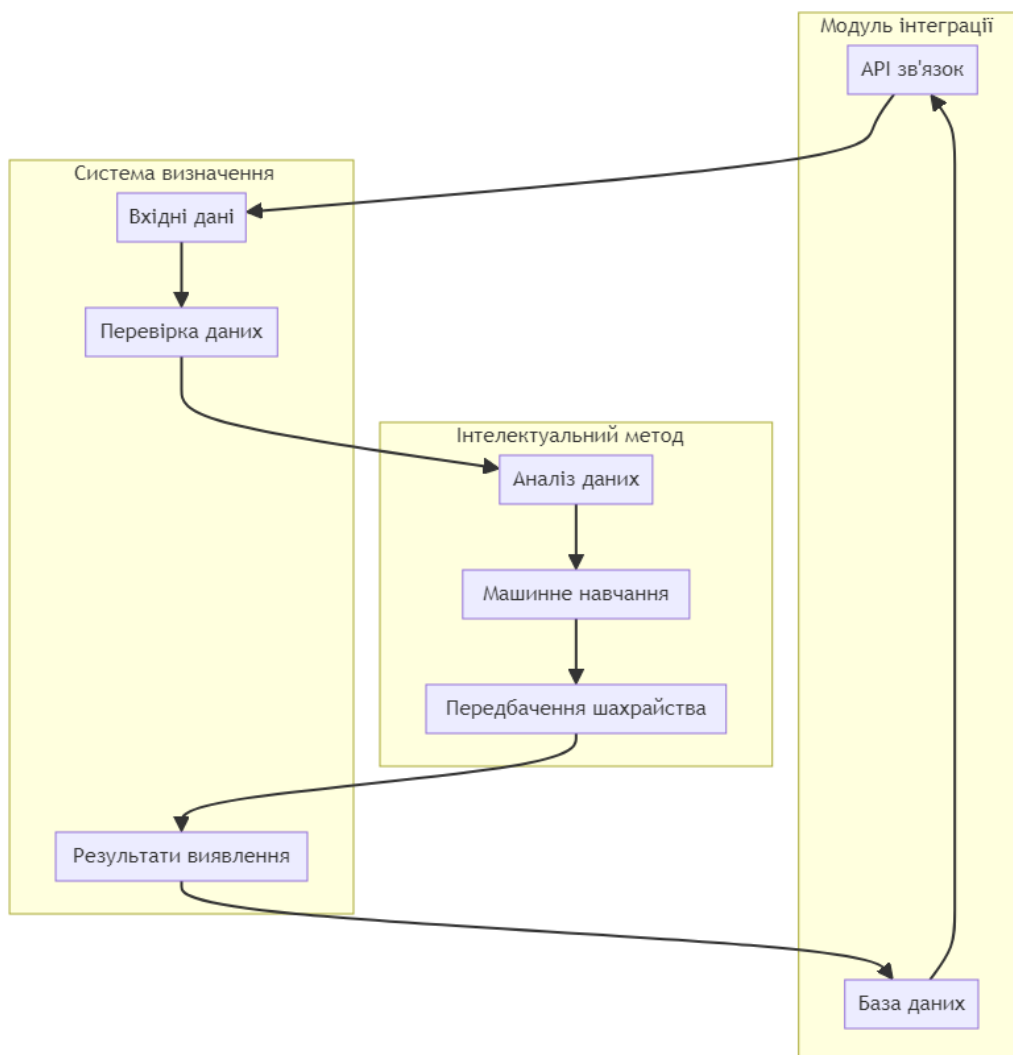 Модуль інтеграції
API зв'язок
Система визначення
Вхідні дані
Перевірка даних
Інтелектуальний метод
Аналіз даних
Машинне навчання
Передбачення шахрайства
Результати виявлення
База даних